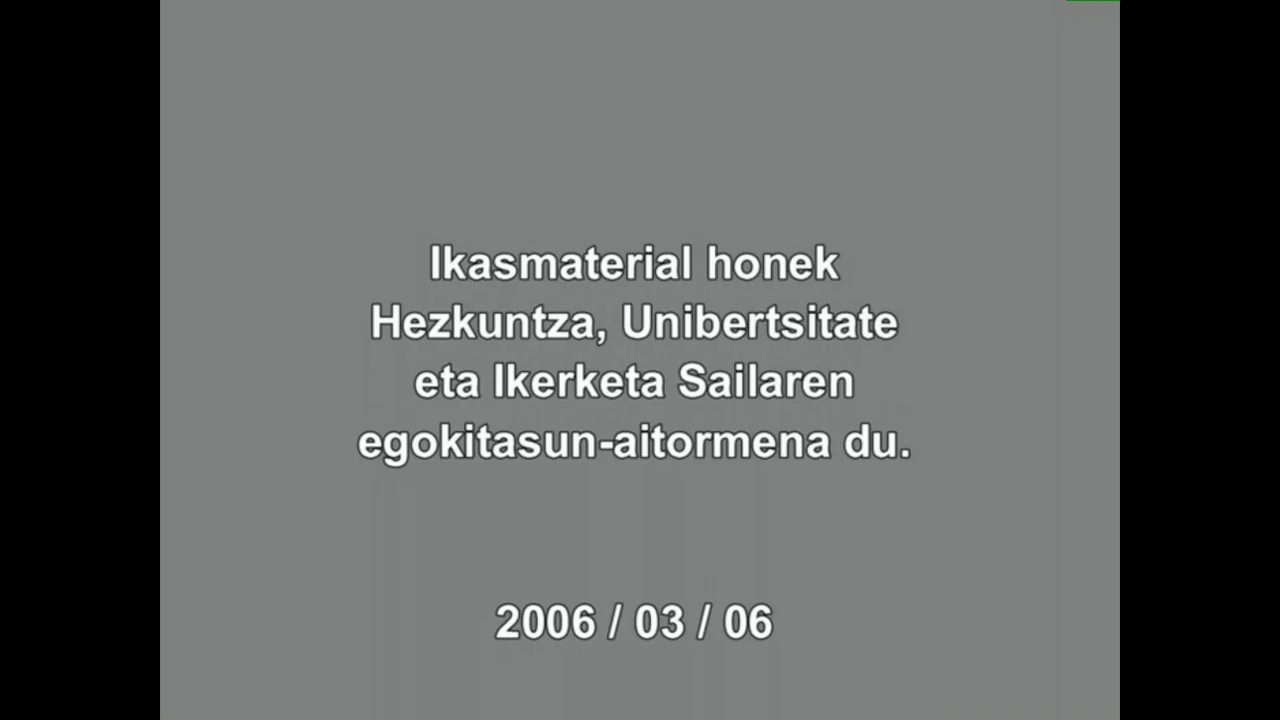 Ikasmaterial honek
Hezkuntza, Unibertsitate
eta Ikerketa Sailaren
egokitasun-aitormena du.
2006 / 03 / 06